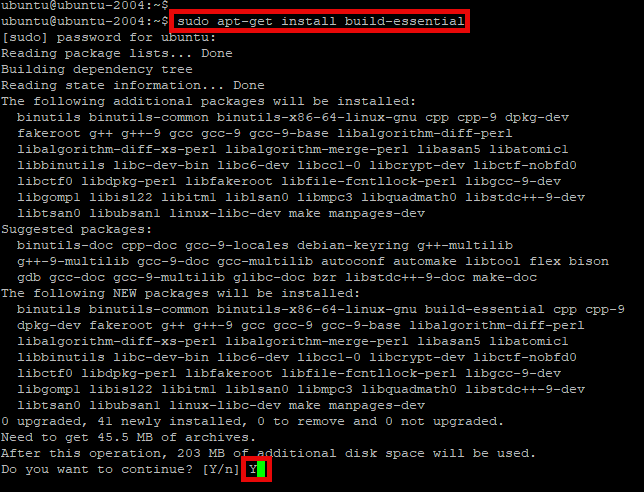 ubuntu@ubuntu-2004:~$
ubuntu@ubuntu-2004:~$ sudo apt-get install build-essential
[sudo] password for ubuntu:
Reading package lists... Done
Building dependency tree
Reading state information... Done
The following additional packages will be installed:
  binutils binutils-common binutils-x86-64-linux-gnu cpp cpp-9 dpkg-dev
  fakeroot g++ g++-9 gcc gcc-9 gcc-9-base libalgorithm-diff-perl
  libalgorithm-diff-xs-perl libalgorithm-merge-perl libasan5 libatomic1
  libbinutils libc-dev-bin libc6-dev libcc1-0 libcrypt-dev libctf-nobfd0
  libctf0 libdpkg-perl libfakeroot libfile-fcntllock-perl libgcc-9-dev
  libgomp1 libisl22 libitm1 liblsan0 libmpc3 libquadmath0 libstdc++-9-dev
  libtsan0 libubsan1 linux-libc-dev make manpages-dev
Suggested packages:
  binutils-doc cpp-doc gcc-9-locales debian-keyring g++-multilib
  g++-9-multilib gcc-9-doc gcc-multilib autoconf automake libtool flex bison
  gdb gcc-doc gcc-9-multilib glibc-doc bzr libstdc++-9-doc make-doc
The following NEW packages will be installed:
  binutils binutils-common binutils-x86-64-linux-gnu build-essential cpp cpp-9
  dpkg-dev fakeroot g++ g++-9 gcc gcc-9 gcc-9-base libalgorithm-diff-perl
  libalgorithm-diff-xs-perl libalgorithm-merge-perl libasan5 libatomic1
  libbinutils libc-dev-bin libc6-dev libcc1-0 libcrypt-dev libctf-nobfd0
  libctf0 libdpkg-perl libfakeroot libfile-fcntllock-perl libgcc-9-dev
  libgomp1 libisl22 libitm1 liblsan0 libmpc3 libquadmath0 libstdc++-9-dev
  libtsan0 libubsan1 linux-libc-dev make manpages-dev
0 upgraded, 41 newly installed, 0 to remove and 0 not upgraded.
Need to get 45.5 MB of archives.
After this operation, 203 MB of additional disk space will be used.
Do you want to continue? [Y/n] Y